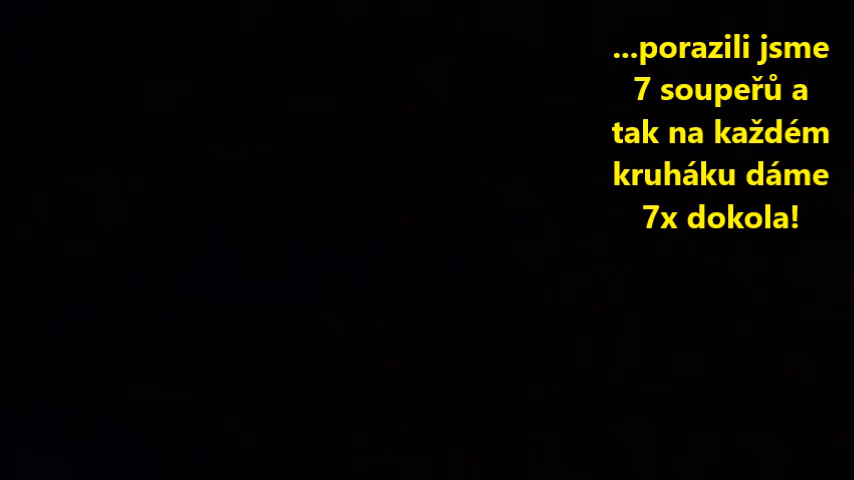 ...porazili jsme
7 soupeřů a
tak na každém
kruháku dáme
7x dokola!